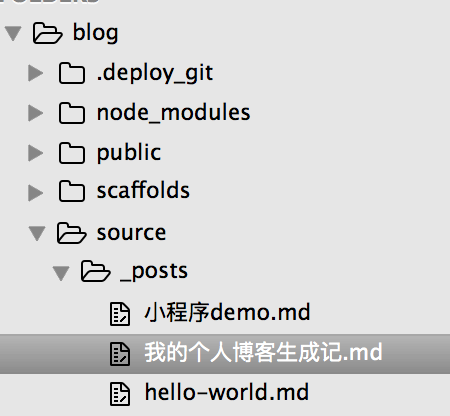 FOLDERS
blog
.deploy_git
node_modules
public
scaffolds
source
_posts
小程序demo.md
我的个人博客生成记.md
hello-world.md